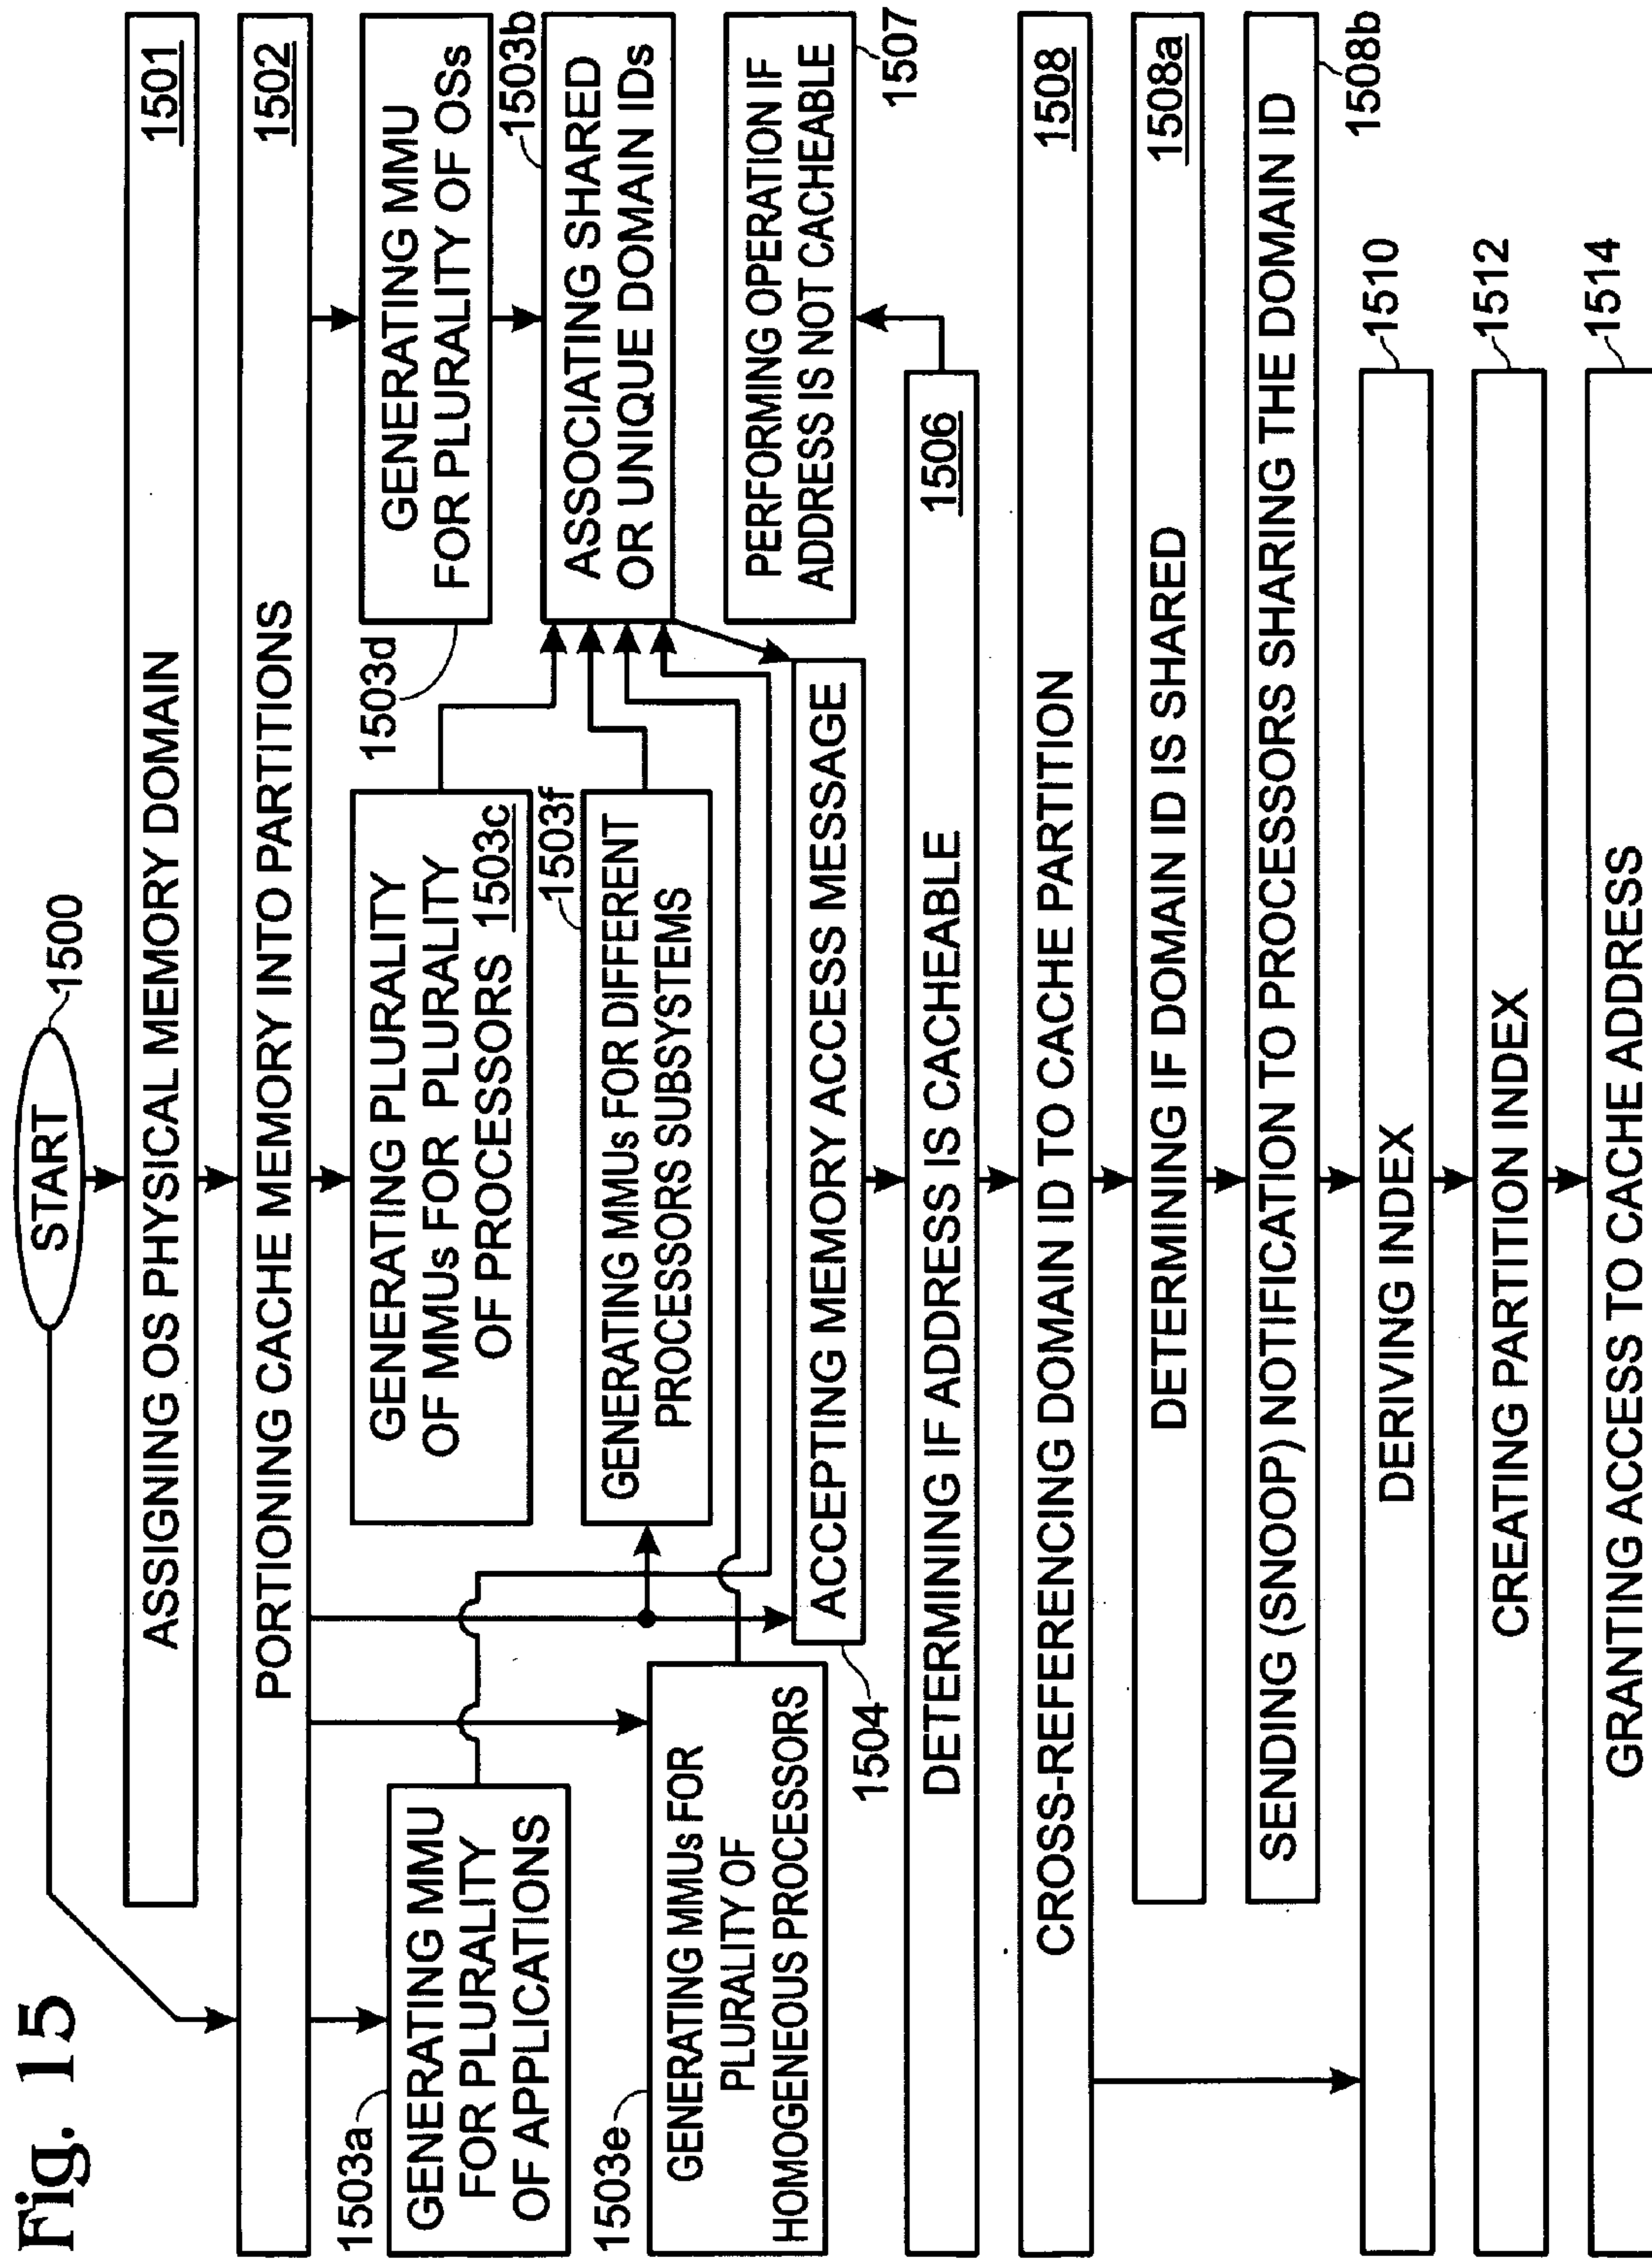 Fig. 15
START
1500
ASSIGNING OS PHYSICAL MEMORY DOMAIN
1501
PORTIONING CACHE MEMORY INTO PARTITIONS
1502
1503a
GENERATING MMU
FOR PLURALITY
OF APPLICATIONS
GENERATING PLURALITY
OF MMUs FOR PLURALITY
OF PROCESSORS 1503c
1503d
GENERATING MMU
FOR PLURALITY OF OSs
1503b
ASSOCIATING SHARED
OR UNIQUE DOMAIN IDs
1503e
GENERATING MMUs FOR
PLURALITY OF
HOMOGENEOUS PROCESSORS
1503f
GENERATING MMUs FOR DIFFERENT
PROCESSORS SUBSYSTEMS
1504
ACCEPTING MEMORY ACCESS MESSAGE
PERFORMING OPERATION IF
ADDRESS IS NOT CACHEABLE
1507
DETERMINING IF ADDRESS IS CACHEABLE
1506
CROSS-REFERENCING DOMAIN ID TO CACHE PARTITION
1508
DETERMINING IF DOMAIN ID IS SHARED
1508a
SENDING (SNOOP) NOTIFICATION TO PROCESSORS SHARING THE DOMAIN ID
1508b
DERIVING INDEX
1510
CREATING PARTITION INDEX
1512
GRANTING ACCESS TO CACHE ADDRESS
1514